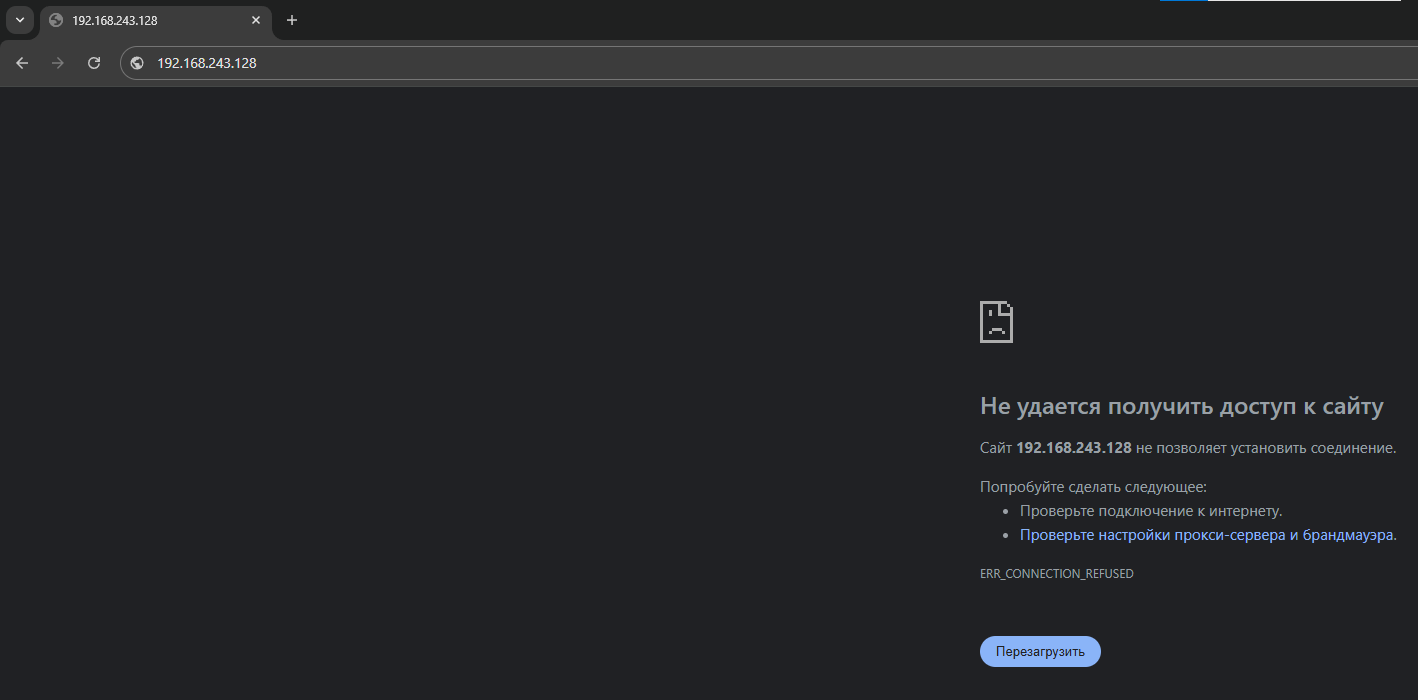 192.168.243.128
192.168.243.128
Не удается получить доступ к сайту
Сайт 192.168.243.128 не позволяет установить соединение.
Попробуйте сделать следующее:
Проверьте подключение к интернету.
Проверьте настройки прокси-сервера и брандмауэра.
ERR_CONNECTION_REFUSED
Перезагрузить